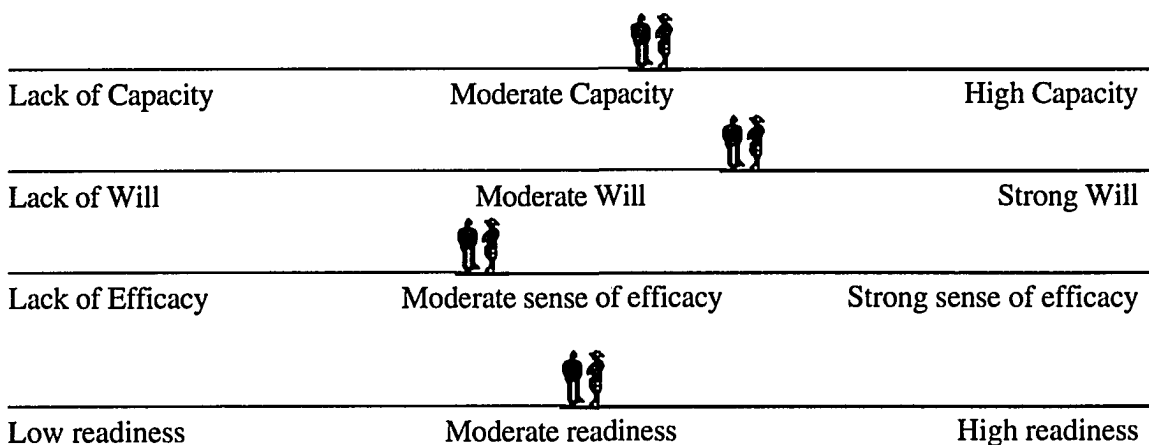 Lack of Capacity Moderate Capacity High Capacity
Lack of Will Moderate Will Strong Will
Lack of Efficacy Moderate sense of efficacy Strong sense of efficacy
Low readiness Moderate readiness High readiness